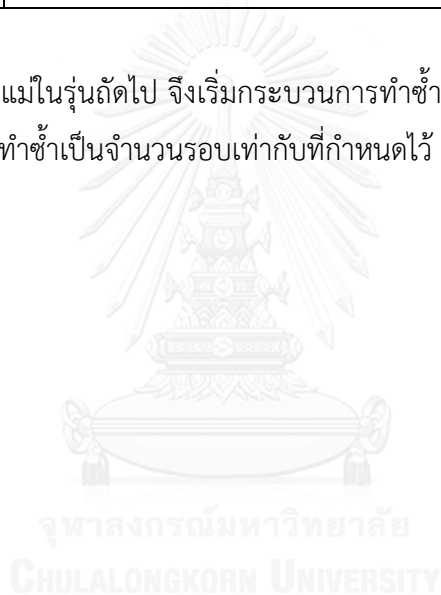 แม่ในรุ่นถัดไป จึงเริ่มกระบวนการทำซ้ำ
ทำซ้ำเป็นจำนวนรอบเท่ากับที่กำหนดไว้
จุฬาลงกรณ์มหาวิทยาลัย
CHULALONGKORN UNIVERSITY